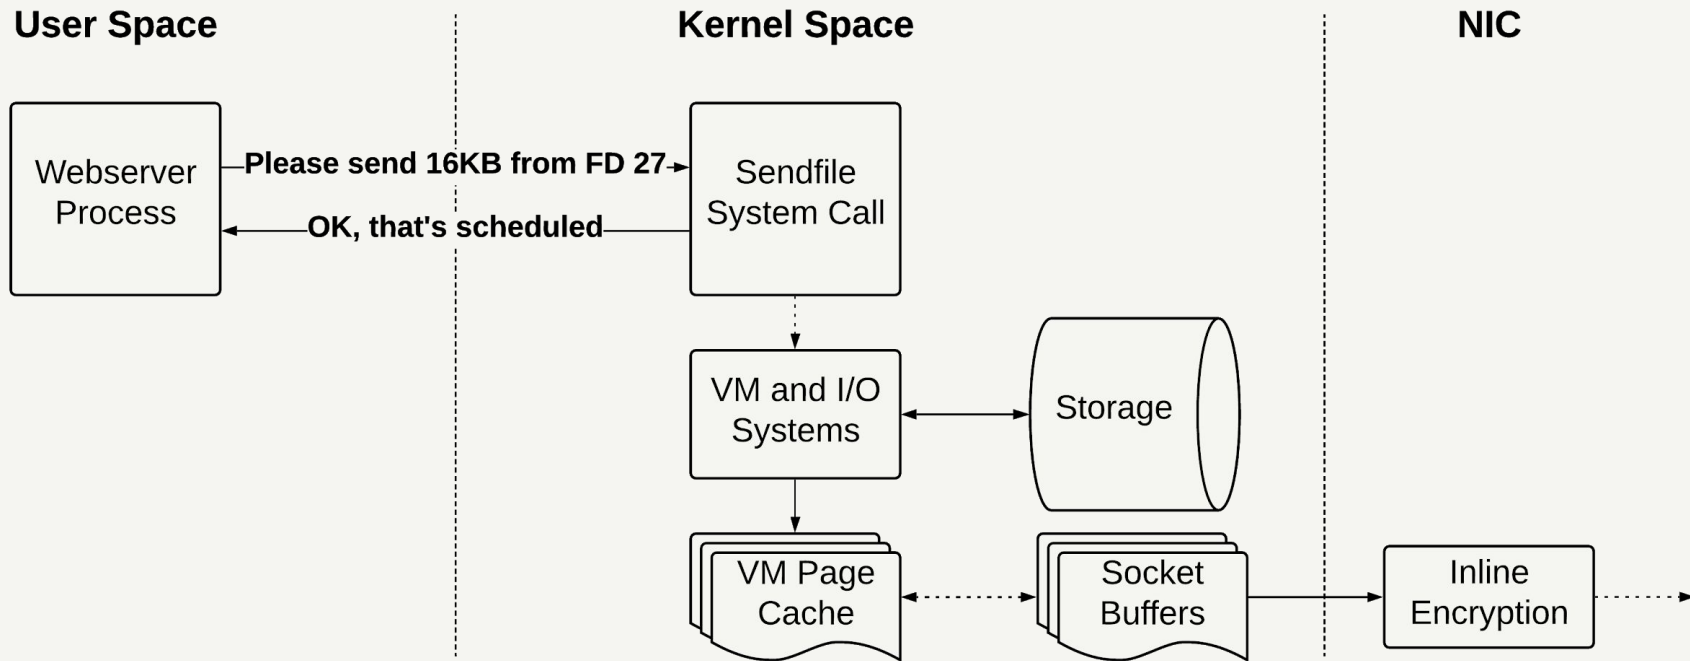 User Space
Kernel Space
NIC
Webserver
Process
Please send 16KB from FD 27
OK, that's scheduled
Sendfile
System Call
VM and I/O
Systems
Storage
VM Page
Cache
Socket
Buffers
Inline
Encryption